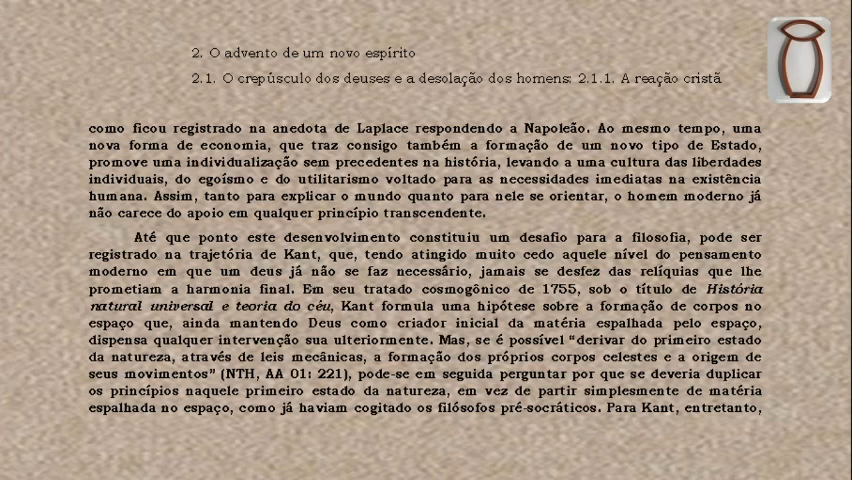 2. O advento de um novo espírito
2.1. O crepúsculo dos deuses e a desolação dos homens: 2.1.1. A reação cristã
como ficou registrado na anedota de Laplace respondendo a Napoleão. Ao mesmo tempo, uma
nova forma de economia, que traz consigo também a formação de um novo tipo de Estado,
promove uma individualização sem precedentes na história, levando a uma cultura das liberdades
individuais, do egoísmo e do utilitarismo voltado para as necessidades imediatas na existência
humana. Assim, tanto para explicar o mundo quanto para nele se orientar, o homem moderno já
não carece do apoio em qualquer princípio transcendente.
Até que ponto este desenvolvimento constituiu um desafio para a filosofia, pode ser
registrado na trajetória de Kant, que, tendo atingido muito cedo aquele nível do pensamento
moderno em que um deus já não se faz necessário, jamais se desfez das relíquias que lhe
prometiam a harmonia final. Em seu tratado cosmogônico de 1755, sob o título de História
natural universal e teoria do céu, Kant formula uma hipótese sobre a formação de corpos no
espaço que, ainda mantendo Deus como criador inicial da matéria espalhada pelo espaço,
dispensa qualquer intervenção sua ulteriormente. Mas, se é possível “derivar do primeiro estado
da natureza, através de leis mecânicas, a formação dos próprios corpos celestes e a origem de
seus movimentos” (NTH, AA 01: 221), pode-se em seguida perguntar por que se deveria duplicar
os princípios naquele primeiro estado da natureza, em vez de partir simplesmente de matéria
espalhada no espaço, como já haviam cogitado os filósofos pré-socráticos. Para Kant, entretanto,